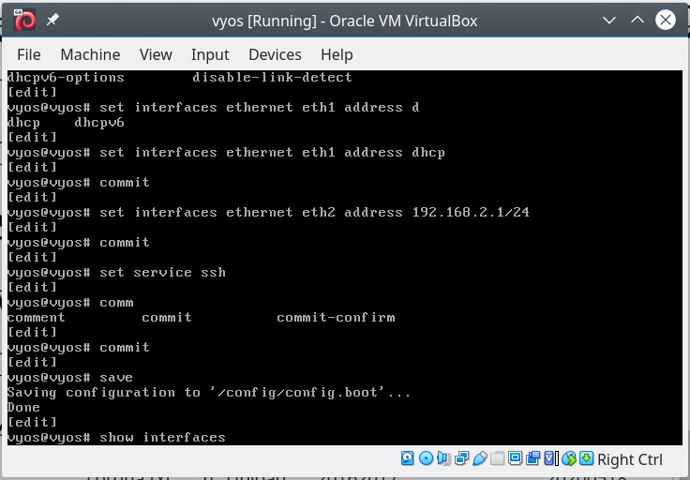 vyos [Running] - Oracle VM VirtualBox
File Machine View Input Devices Help
dhcpv6-options disable-link-detect
[edit]
vyos@vyos# set interfaces ethernet eth1 address d
dhcp dhcpv6
[edit]
vyos@vyos# set interfaces ethernet eth1 address dhcp
[edit]
vyos@vyos# commit
[edit]
vyos@vyos# set interfaces ethernet eth2 address 192.168.2.1/24
[edit]
vyos@vyos# commit
[edit]
vyos@vyos# set service ssh
[edit]
vyos@vyos# comm
comment commit commit-confirm
[edit]
vyos@vyos# commit
[edit]
vyos@vyos# save
Saving configuration to '/config/config.boot'...
Done
[edit]
vyos@vyos# show interfaces
Right Ctrl